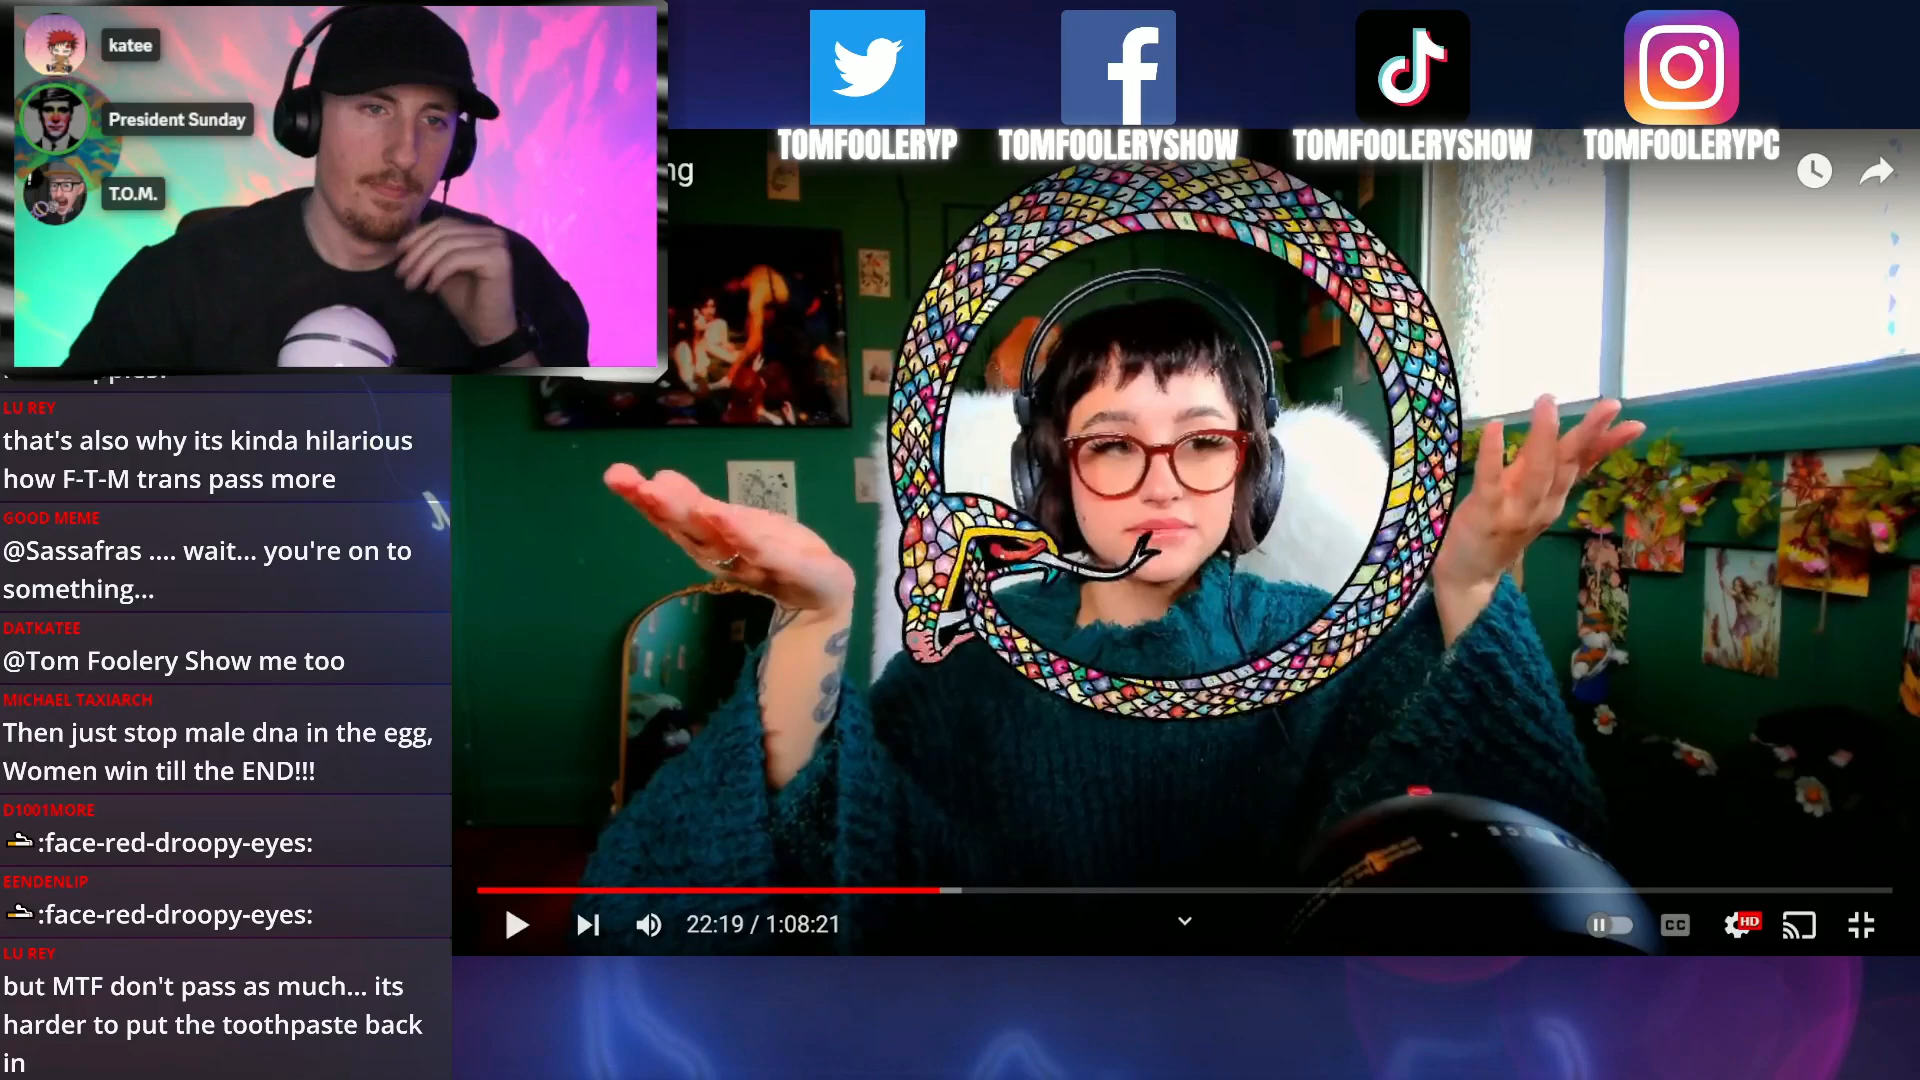 katee
President Sunday
T.O.M.
TOMFOOLERYP
TOMFOOLERYSHOW
TOMFOOLERYSHOW
TOMFOOLERYPC
ng
LU REY
that's also why its kinda hilarious
how F-T-M trans pass more
GOOD MEME
@Sassafras .... wait... you're on to
something...
DATKATEE
@Tom Foolery Show me too
MICHAEL TAXIARCH
Then just stop male dna in the egg,
Women win till the END!!!
D1001MORE
:face-red-droopy-eyes:
EENDENLIP
:face-red-droopy-eyes:
LU REY
but MTF don't pass as much... its
harder to put the toothpaste back
in
22:19 / 1:08:21
CC
HD